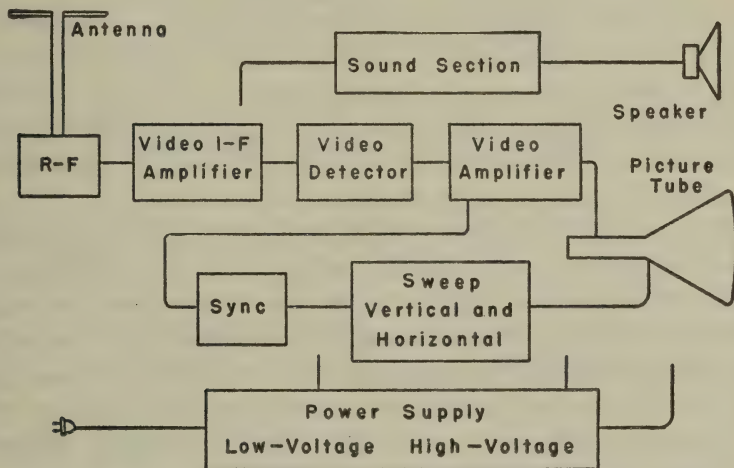 Antenna
Sound Section
Speaker
R-F
Video I-F
Amplifier
Video
Detector
Video
Amplifier
Picture
Tube
Sync
Sweep
Vertical and
Horizontal
Power Supply
Low-Voltage High-Voltage